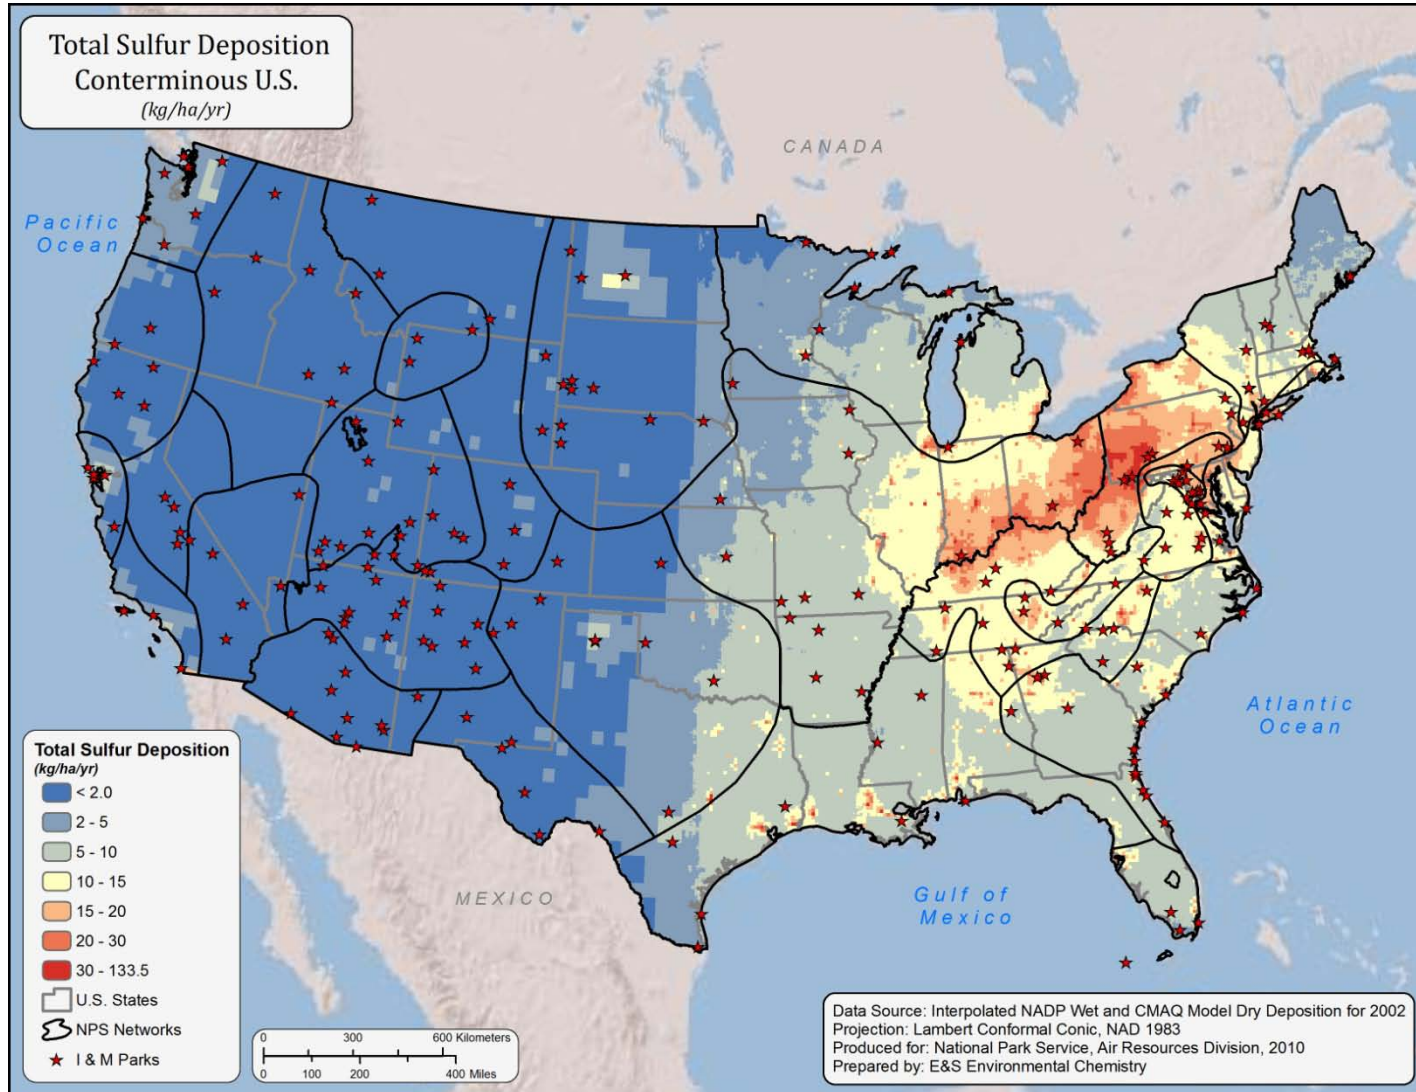 Total Sulfur Deposition
Conterminous U.S.
(kg/ha/yr)
CANADA
Pacific
Ocean
Atlantic
Ocean
Gulf of
Mexico
MEXICO
Total Sulfur Deposition
(kg/ha/yr)
< 2.0
2 - 5
5 - 10
10 - 15
15 - 20
20 - 30
30 - 133.5
U.S. States
NPS Networks
I & M Parks
0 300 600 Kilometers
0 100 200 400 Miles
Data Source: Interpolated NADP Wet and CMAQ Model Dry Deposition for 2002
Projection: Lambert Conformal Conic, NAD 1983
Produced for: National Park Service, Air Resources Division, 2010
Prepared by: E&S Environmental Chemistry